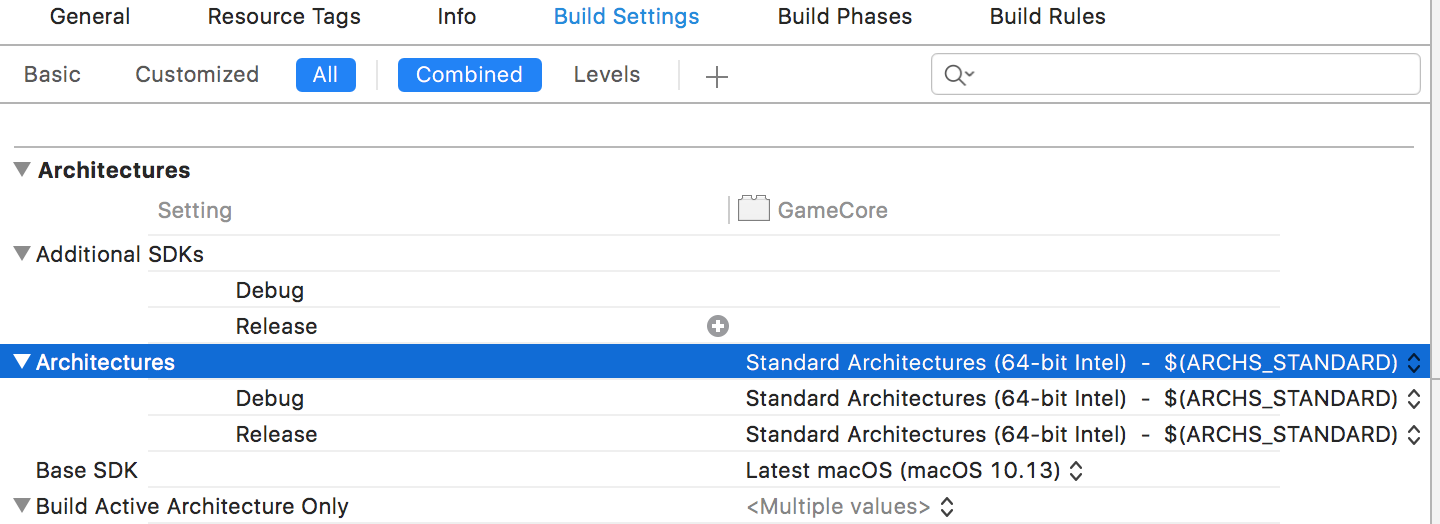 General Resource Tags Info Build Settings Build Phases Build Rules
Basic Customized All Combined Levels
Architectures
Setting GameCore
Additional SDKs
Debug
Release
Architectures Standard Architectures (64-bit Intel) - $(ARCHS_STANDARD)
Debug Standard Architectures (64-bit Intel) - $(ARCHS_STANDARD)
Release Standard Architectures (64-bit Intel) - $(ARCHS_STANDARD)
Base SDK Latest macOS (macOS 10.13)
Build Active Architecture Only <Multiple values>